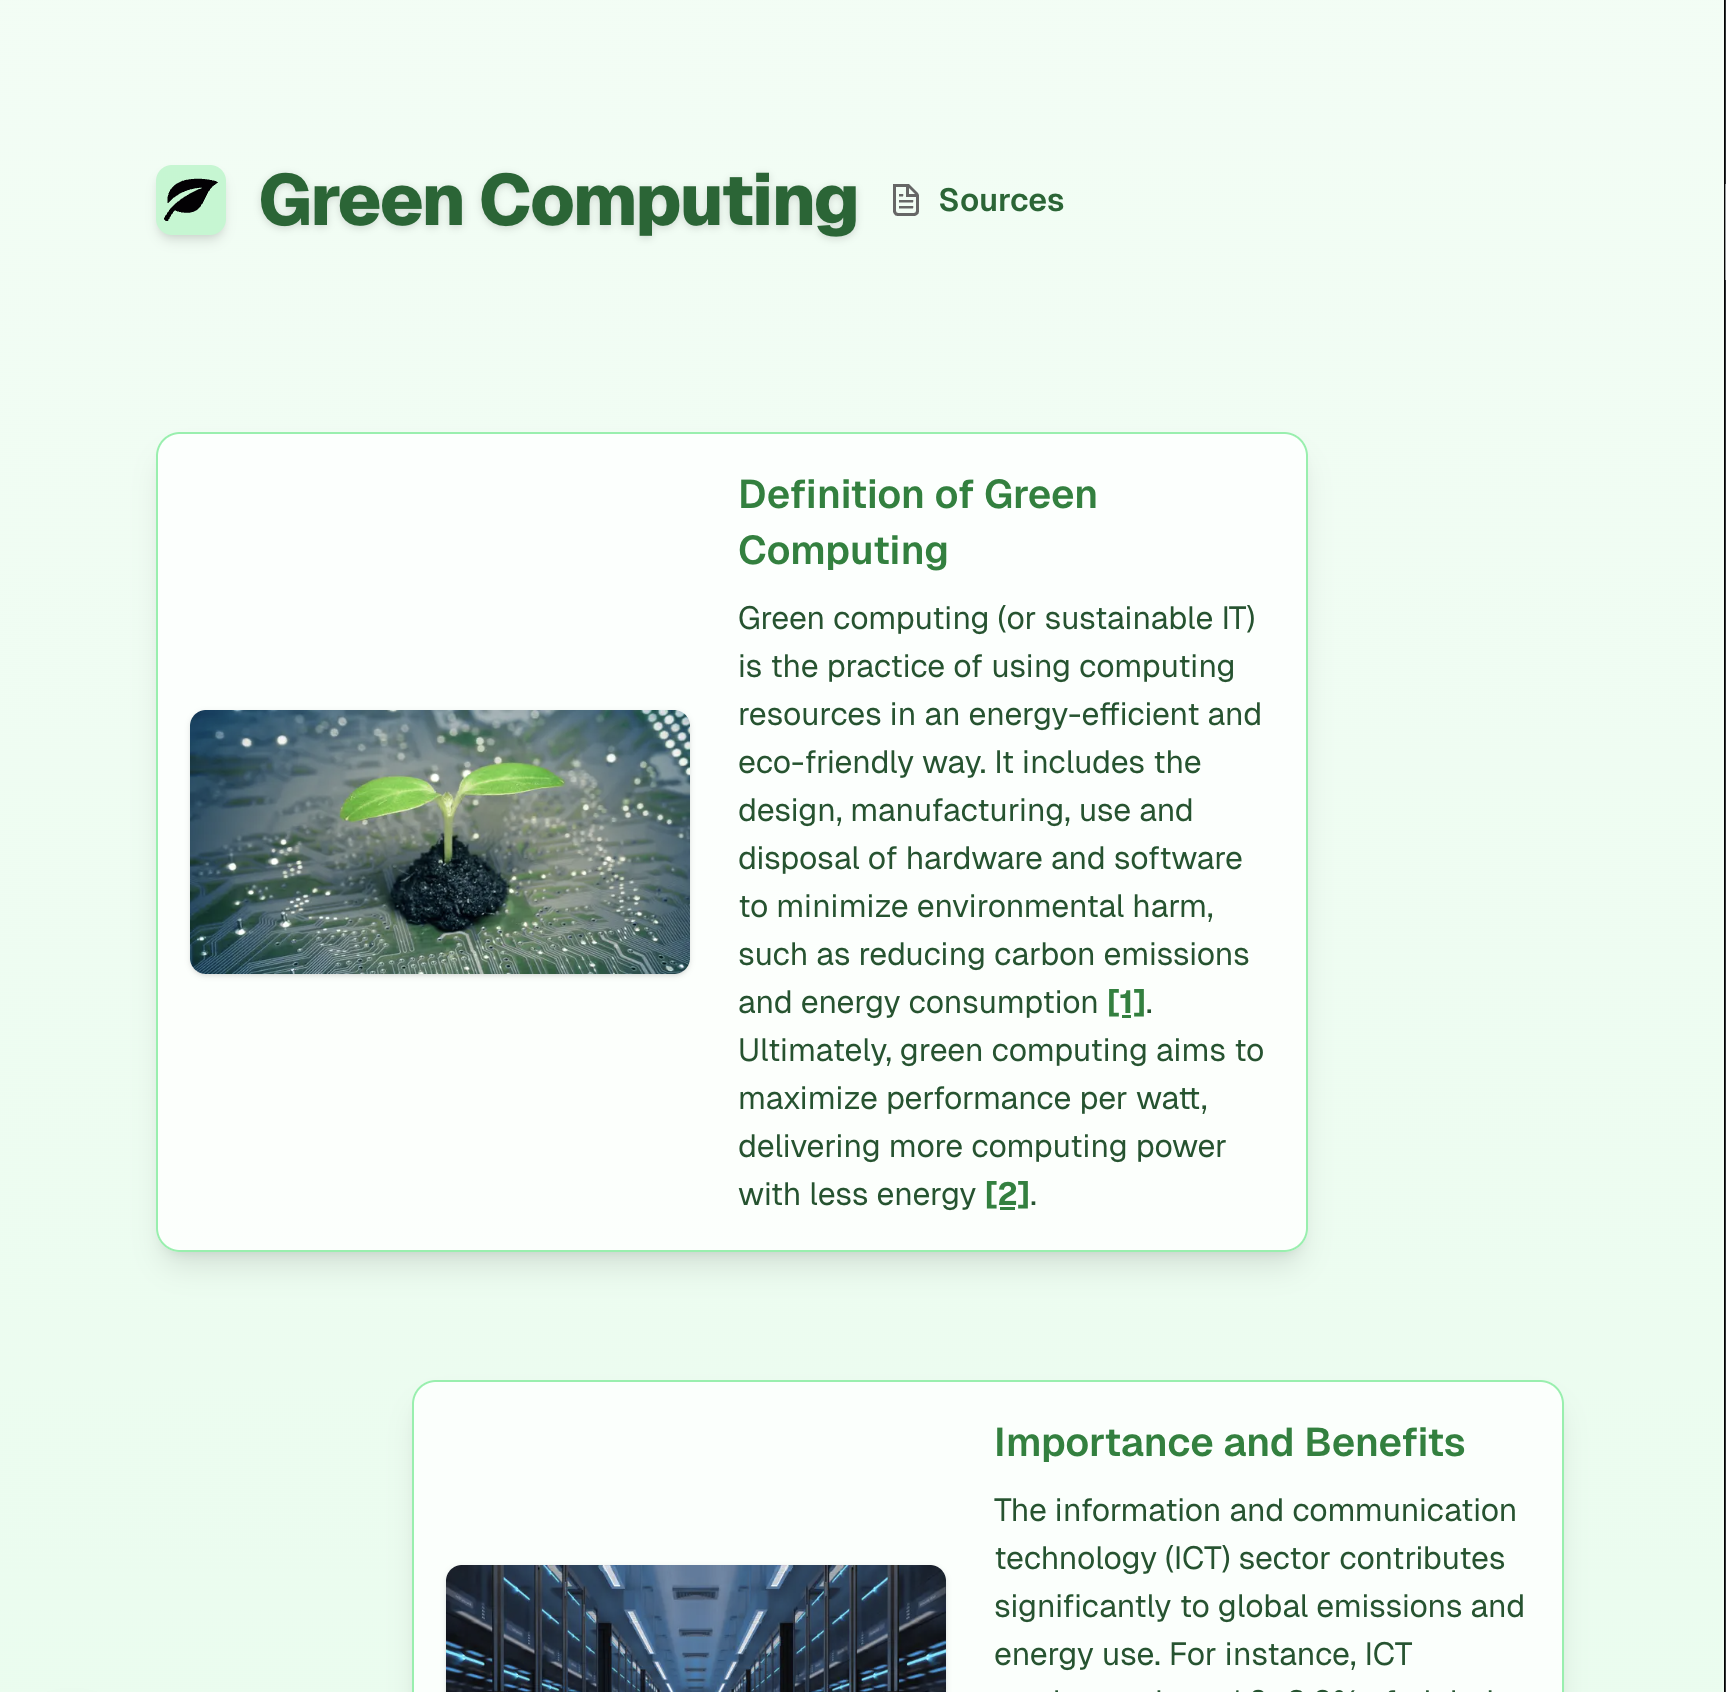 Green Computing
Sources
Definition of Green
Computing
Green computing (or sustainable IT)
is the practice of using computing
resources in an energy-efficient and
eco-friendly way. It includes the
design, manufacturing, use and
disposal of hardware and software
to minimize environmental harm,
such as reducing carbon emissions
and energy consumption [1].
Ultimately, green computing aims to
maximize performance per watt,
delivering more computing power
with less energy [2].
Importance and Benefits
The information and communication
technology (ICT) sector contributes
significantly to global emissions and
energy use. For instance, ICT